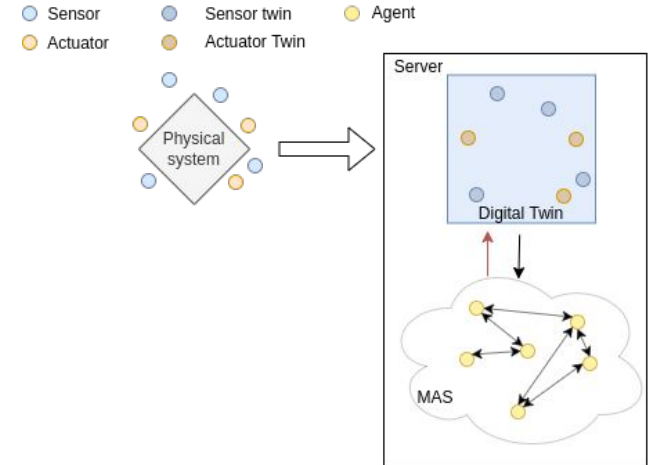 Sensor
Sensor twin
Agent
Actuator
Actuator Twin
Server
Physical
system
Digital Twin
MAS